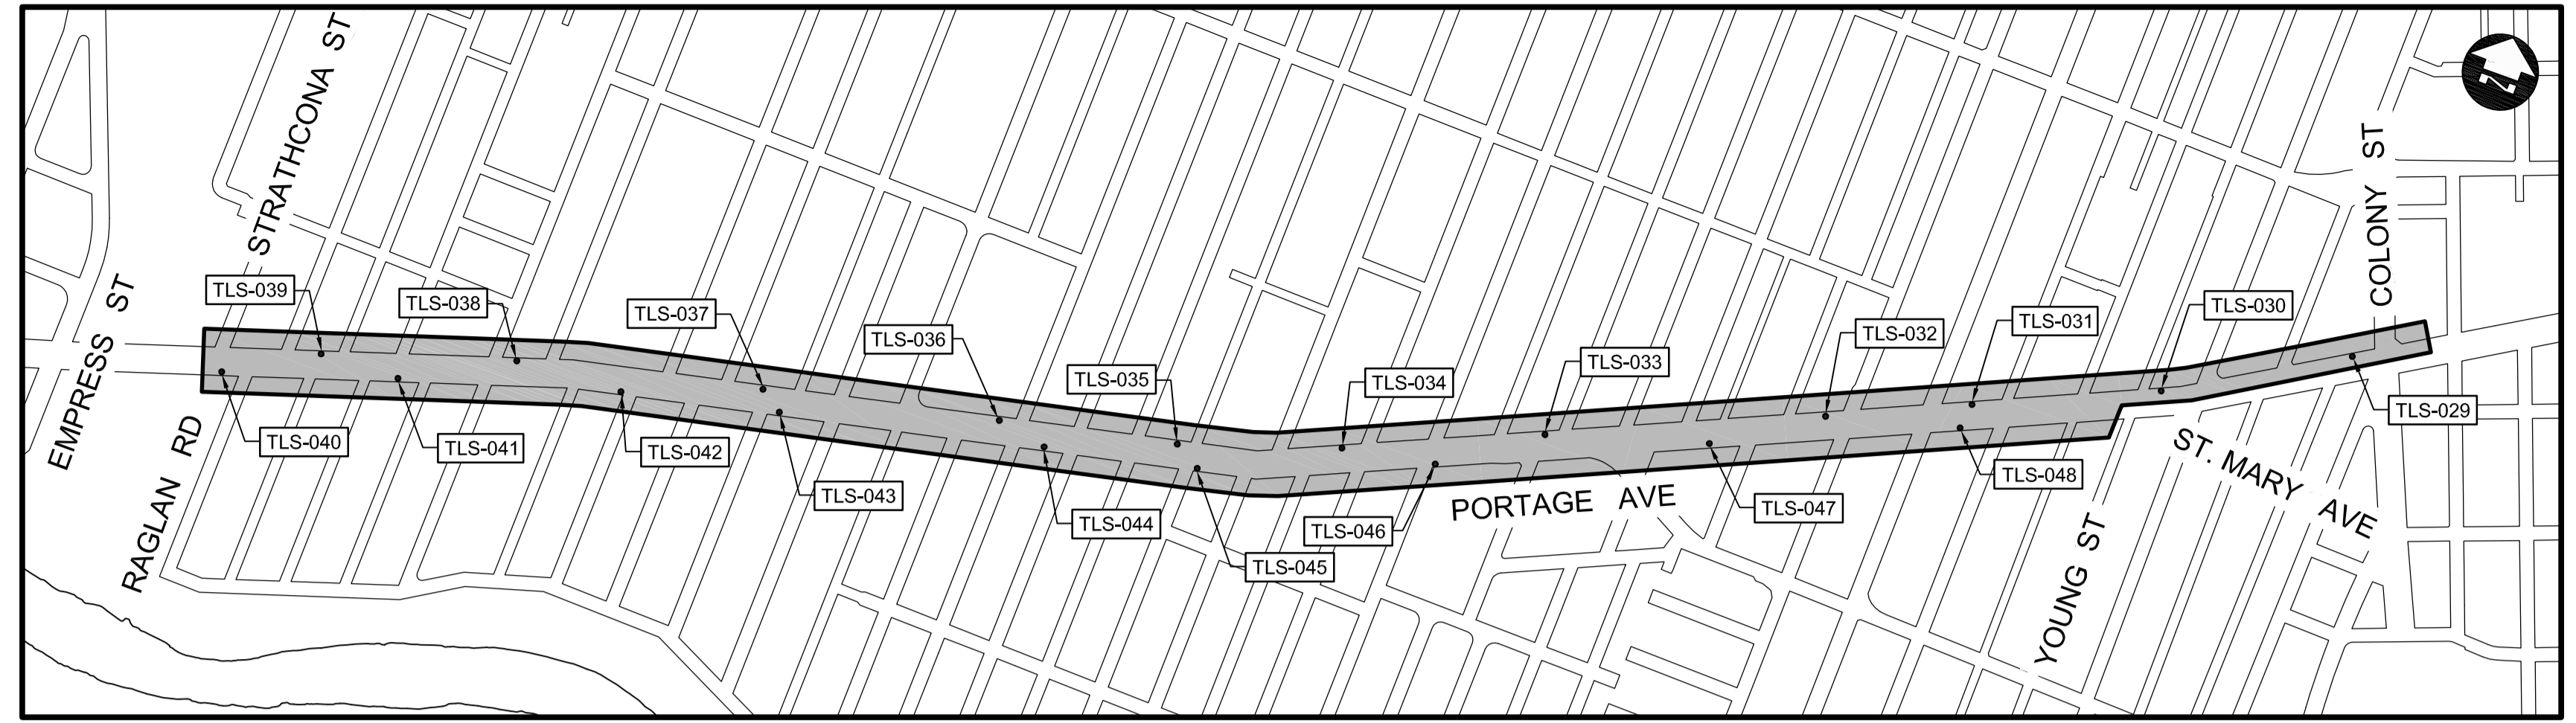 STRATHCONA ST
EMPRESS ST
RAGLAN RD
COLONY ST
PORTAGE AVE
YOUNG ST
ST. MARY AVE
N
TLS-039
TLS-038
TLS-037
TLS-036
TLS-035
TLS-034
TLS-033
TLS-032
TLS-031
TLS-030
TLS-029
TLS-040
TLS-041
TLS-042
TLS-043
TLS-044
TLS-045
TLS-046
TLS-047
TLS-048